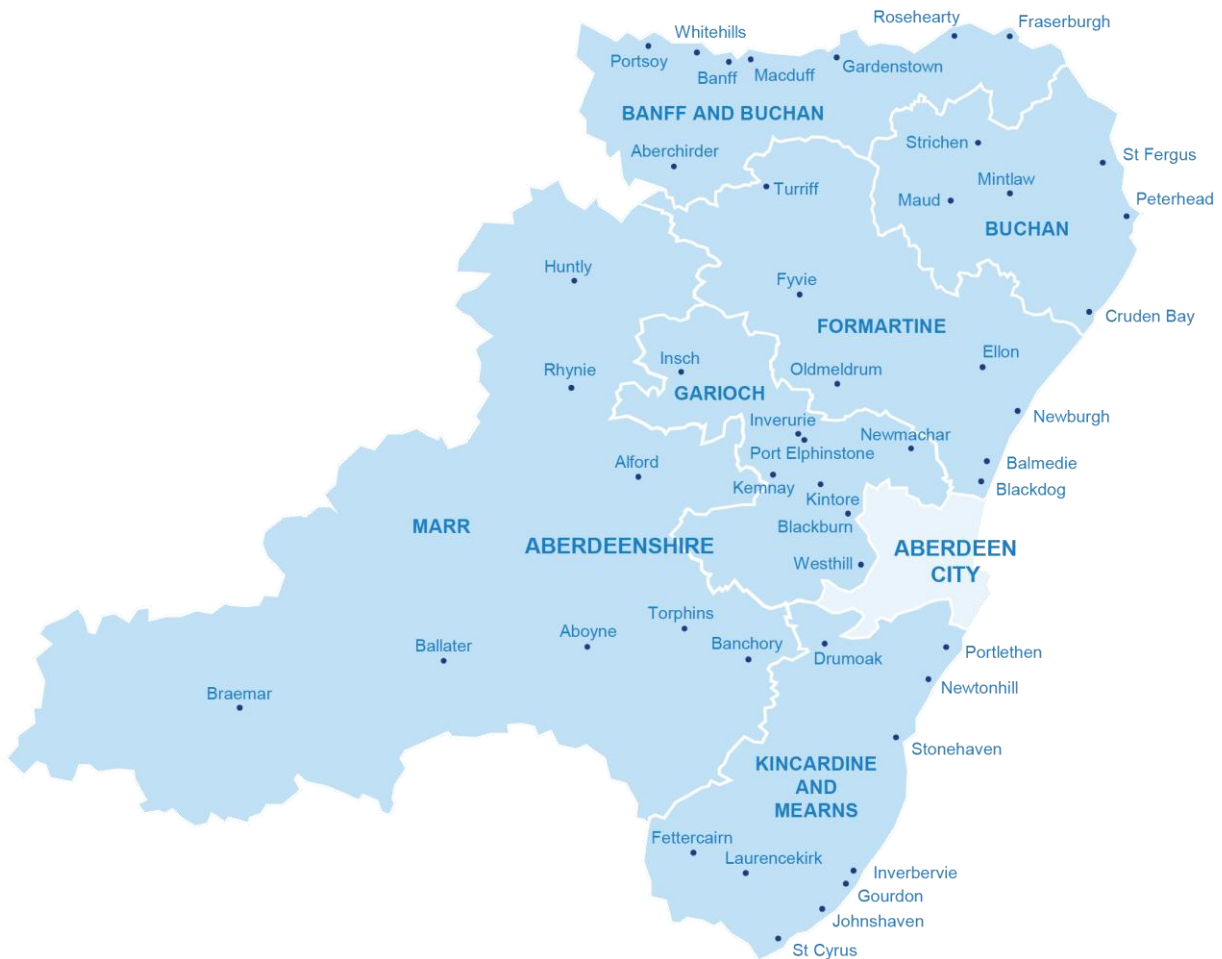 Rosehearty
Fraserburgh
Whitehills
Portsoy
Banff
Macduff
Gardenstown
BANFF AND BUCHAN
Strichen
Aberchirder
St Fergus
Turriff
Mintlaw
Maud
Peterhead
BUCHAN
Huntly
Fyvie
Cruden Bay
FORMARTINE
Ellon
Insch
Rhynie
Oldmeldrum
GARIOCH
Newburgh
Inverurie
Newmachar
Port Elphinstone
Alford
Balmedie
Kemnay
Blackdog
Kintore
MARR
Blackburn
ABERDEENSHIRE
ABERDEEN
CITY
Westhill
Torphins
Aboyne
Banchory
Ballater
Drumoak
Portlethen
Newtonhill
Braemar
Stonehaven
KINCARDINE
AND
MEARNS
Fettercairn
Laurencekirk
Inverbervie
Gourdon
Johnshaven
St Cyrus